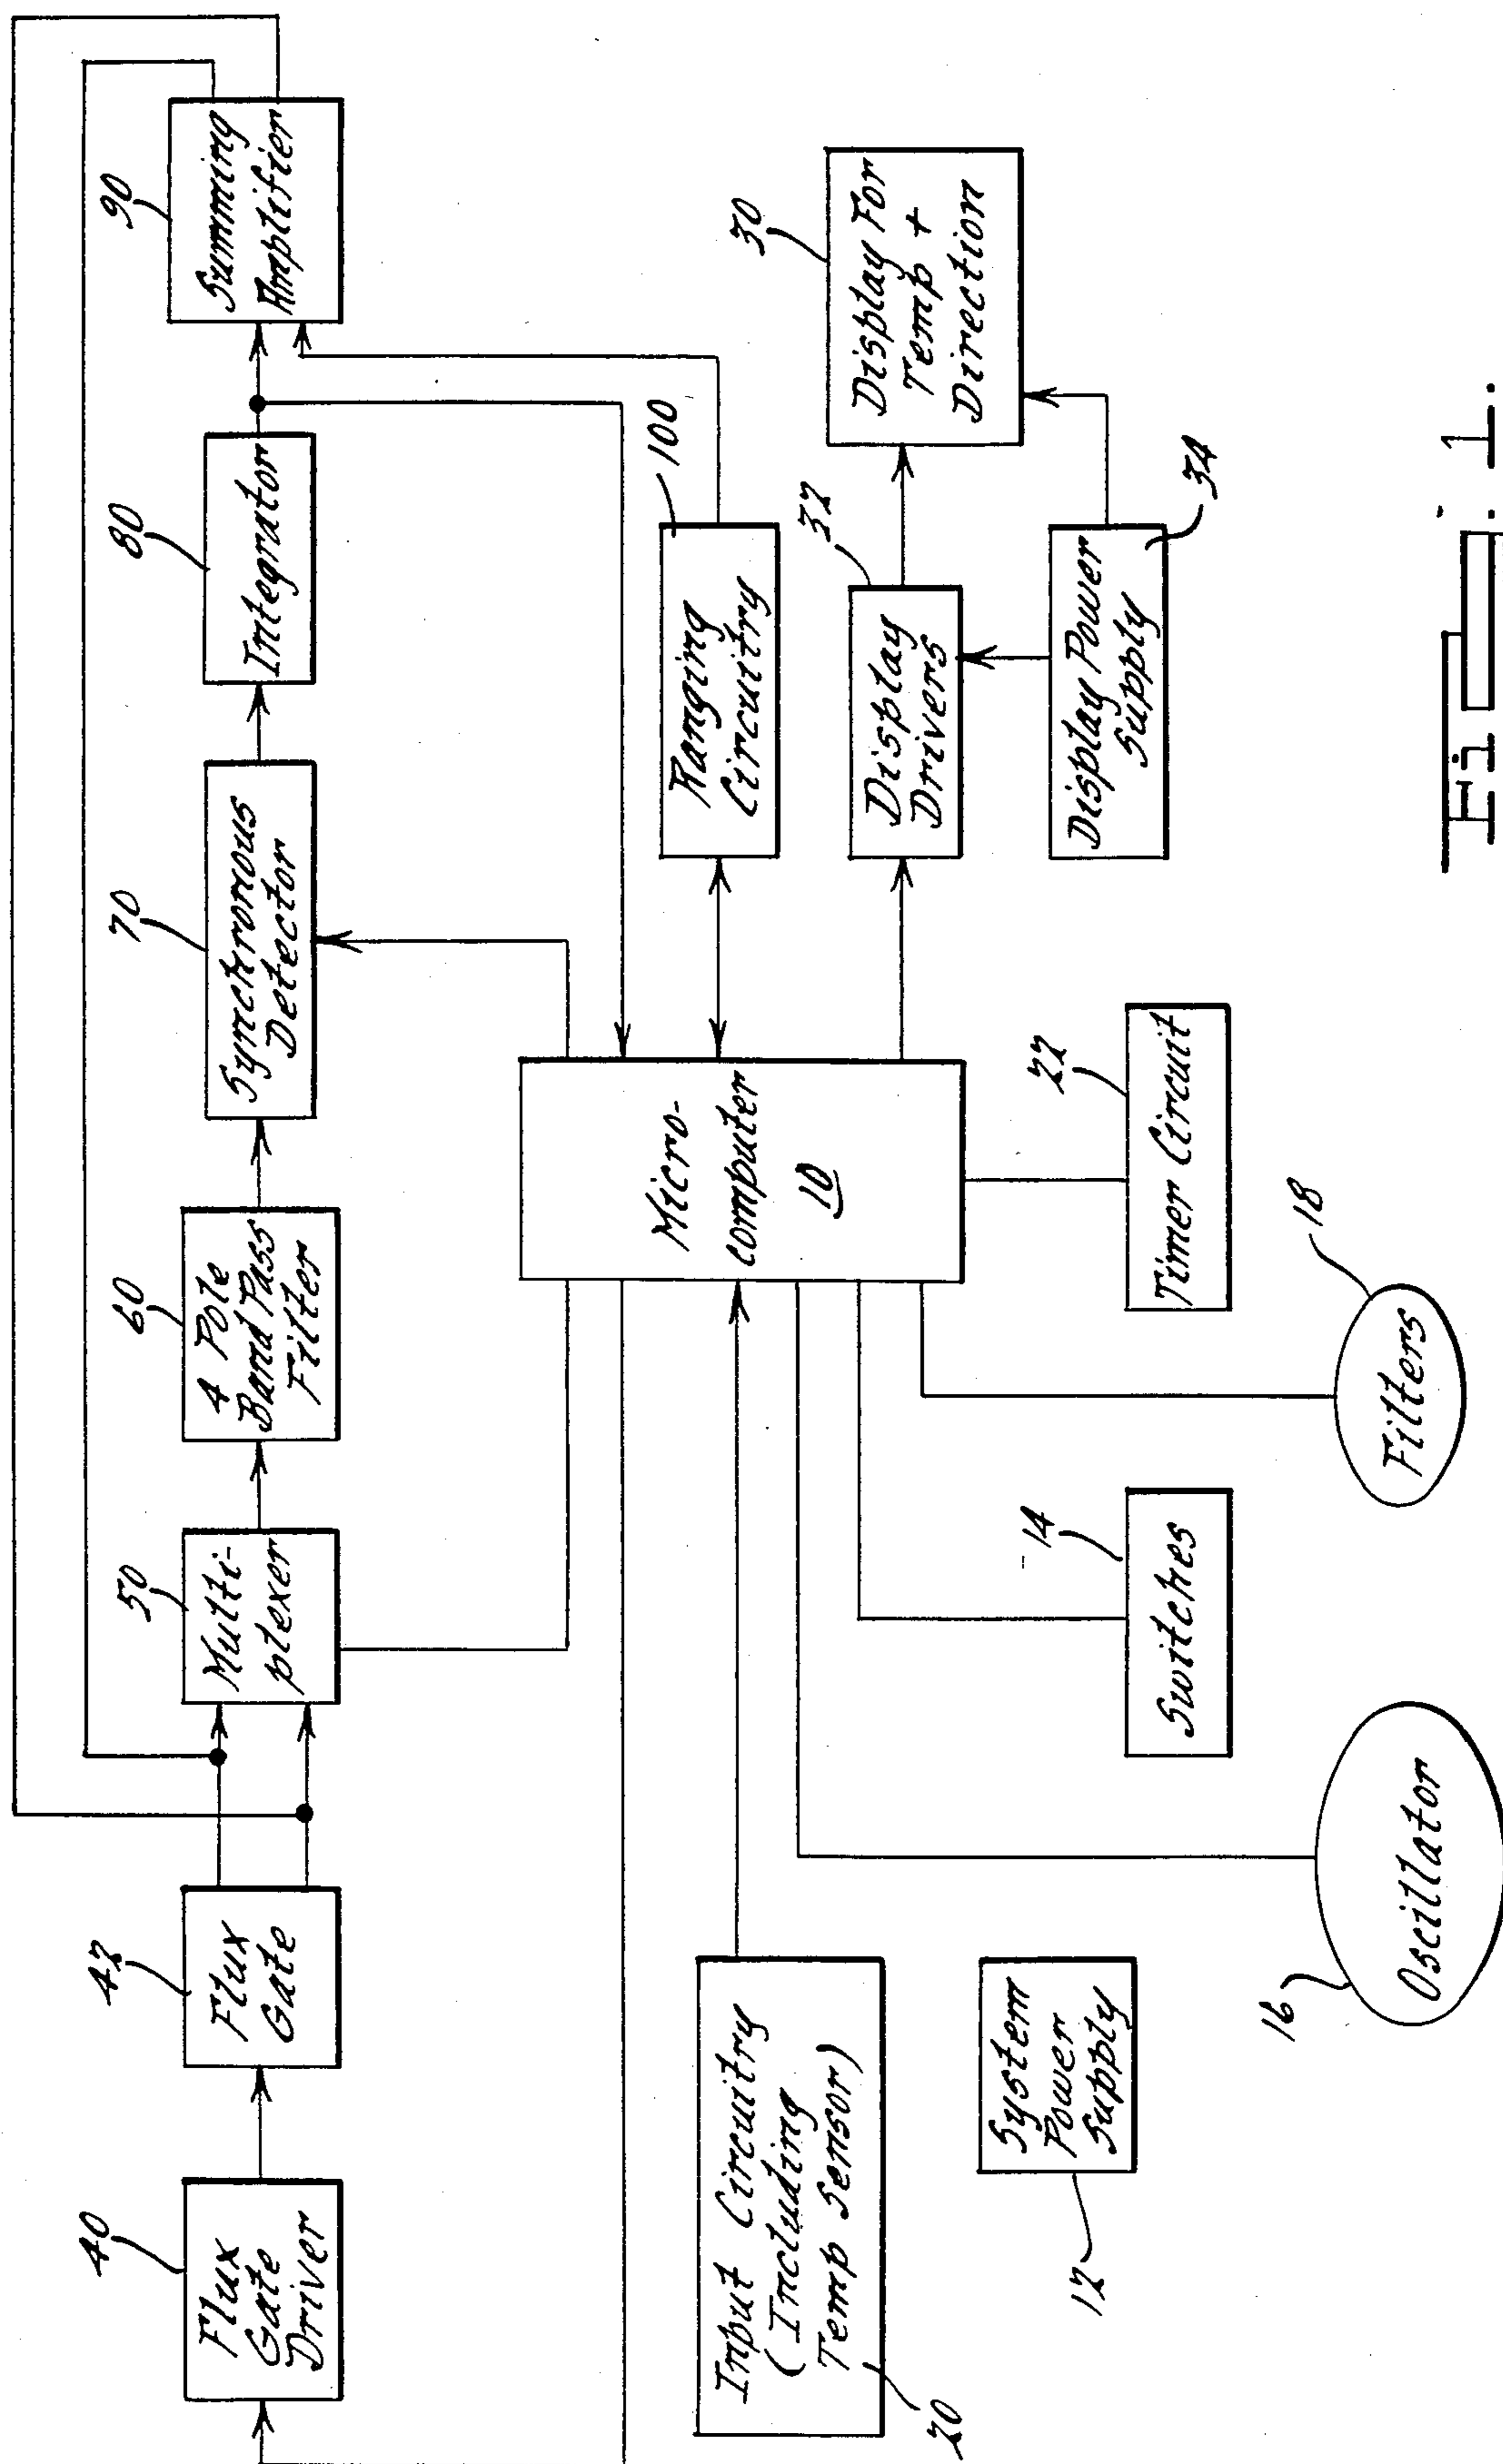 40
Flux
Gate
Driver
42
Flux
Gate
50
Multi-
plexer
60
4 Pole
Band Pass
Filter
70
Synchronous
Detector
80
Integrator
90
Summing
Amplifier
Micro-
computer
10
100
Ranging
Circuitry
32
Display
Drivers
30
Display For
Temp +
Direction
Display Power
Supply
34
Input Circuitry
(Including
Temp Sensor)
20
System
Power
Supply
12
Oscillator
16
Switches
14
Filters
18
Timer Circuit
22
Fig. 1.